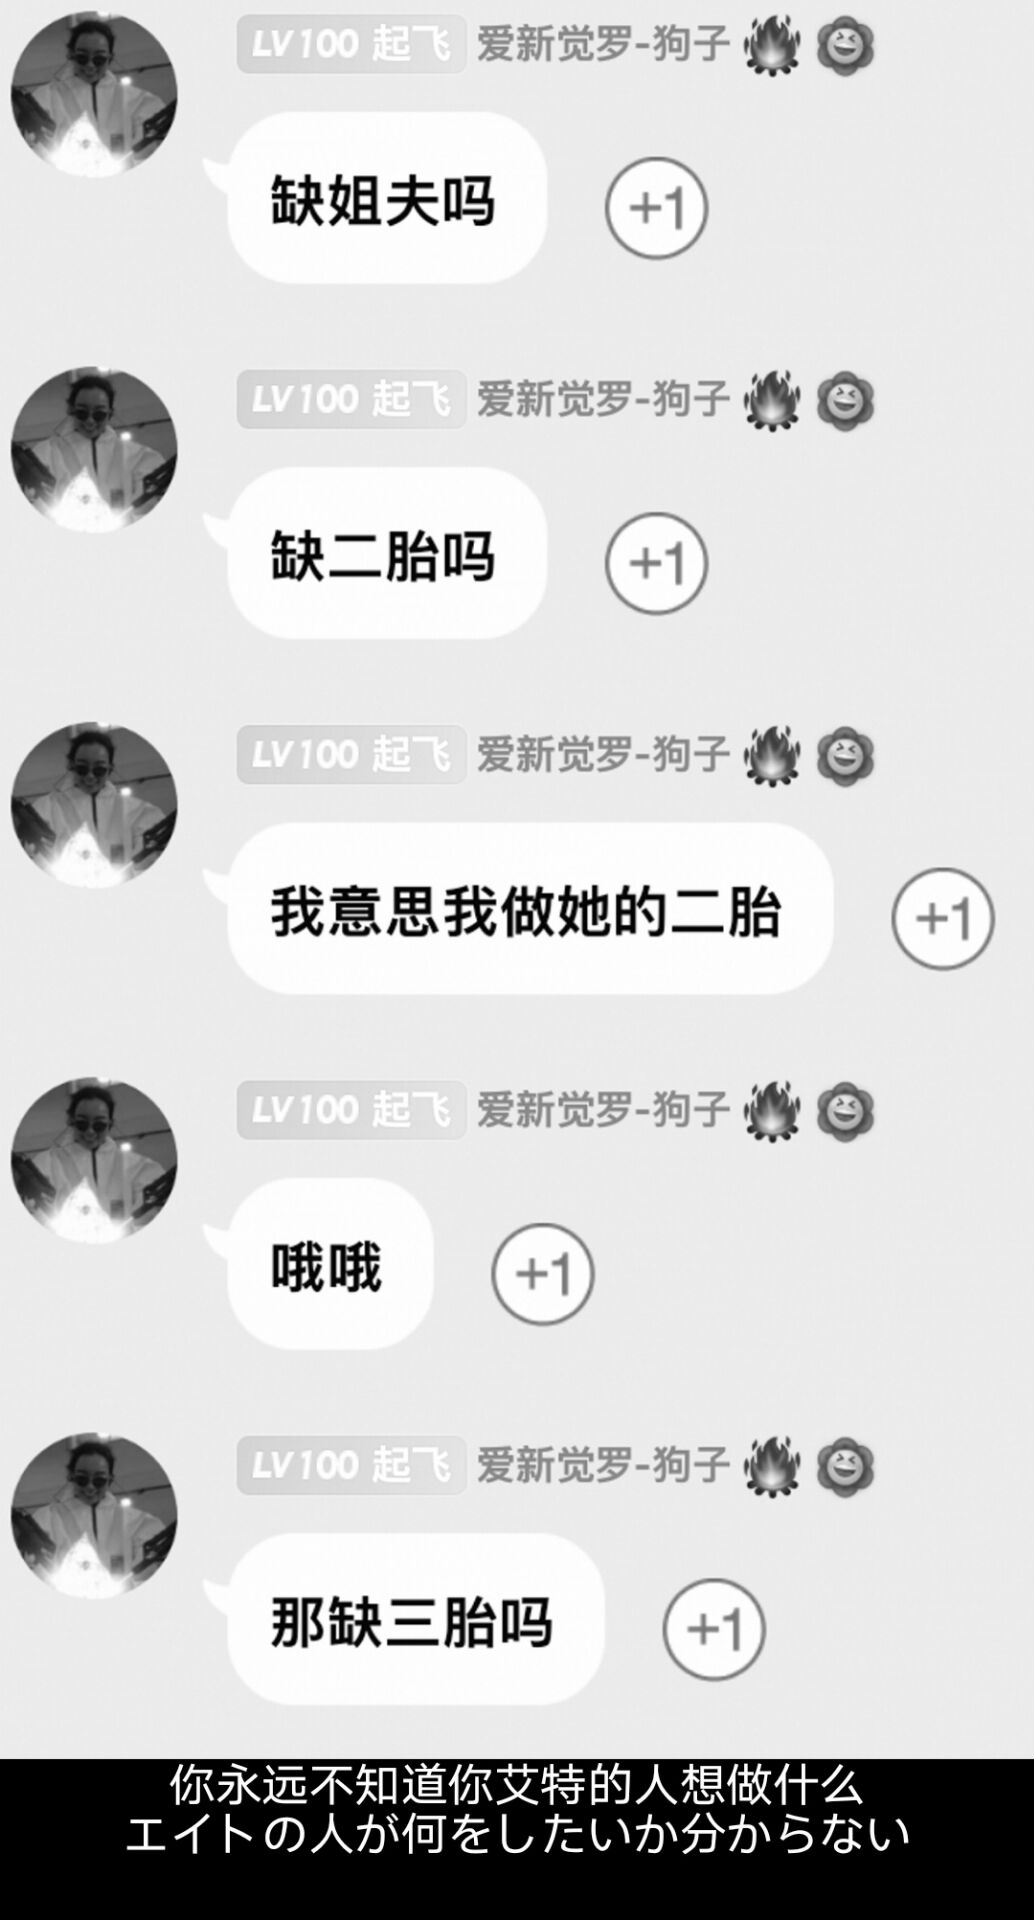 LV100 起飞 爱新觉罗-狗子🔥
缺姐夫吗
+1
LV100 起飞 爱新觉罗-狗子🔥
缺二胎吗
+1
LV100 起飞 爱新觉罗-狗子🔥
我意思我做她的二胎
+1
LV100 起飞 爱新觉罗-狗子🔥
哦哦
+1
LV100 起飞 爱新觉罗-狗子🔥
那缺三胎吗
+1
你永远不知道你艾特的人想做什么
エイトの人が何をしたいか分からない